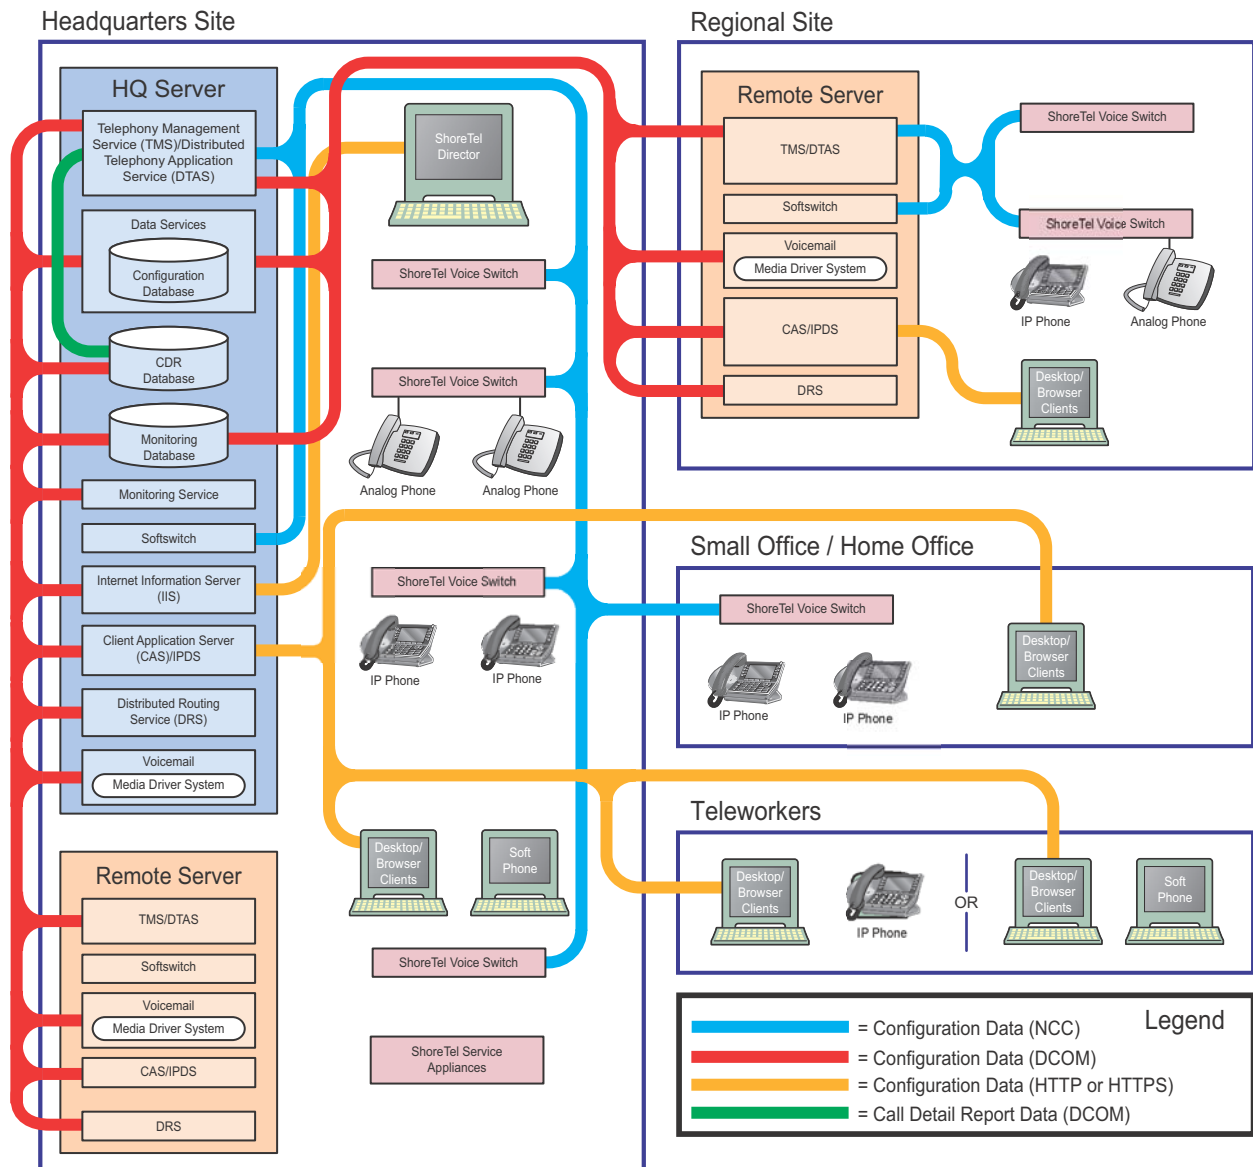 Headquarters Site
HQ Server
Telephony Management
Service (TMS)/Distributed
Telephony Application
Service (DTAS)
Data Services
Configuration
Database
CDR
Database
Monitoring
Database
Monitoring Service
Softswitch
Internet Information Server
(IIS)
Client Application Server
(CAS)/IPDS
Distributed Routing
Service (DRS)
Voicemail
Media Driver System
Remote Server
TMS/DTAS
Softswitch
Voicemail
Media Driver System
CAS/IPDS
DRS
ShoreTel
Director
ShoreTel Voice Switch
ShoreTel Voice Switch
Analog Phone
Analog Phone
ShoreTel Voice Switch
IP Phone
IP Phone
Desktop/
Browser
Clients
Soft
Phone
ShoreTel Voice Switch
ShoreTel Service
Appliances
Regional Site
Remote Server
TMS/DTAS
Softswitch
Voicemail
Media Driver System
CAS/IPDS
DRS
ShoreTel Voice Switch
ShoreTel Voice Switch
IP Phone
Analog Phone
Desktop/
Browser
Clients
Small Office / Home Office
ShoreTel Voice Switch
IP Phone
IP Phone
Desktop/
Browser
Clients
Teleworkers
Desktop/
Browser
Clients
IP Phone
OR
Desktop/
Browser
Clients
Soft
Phone
Legend
= Configuration Data (NCC)
= Configuration Data (DCOM)
= Configuration Data (HTTP or HTTPS)
= Call Detail Report Data (DCOM)